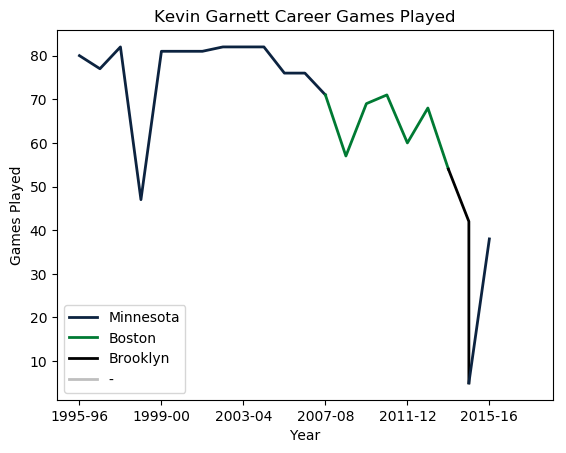 Kevin Garnett Career Games Played
Games Played
80
70
60
50
40
30
20
10
Minnesota
Boston
Brooklyn
-
1995-96 1999-00 2003-04 2007-08 2011-12 2015-16
Year